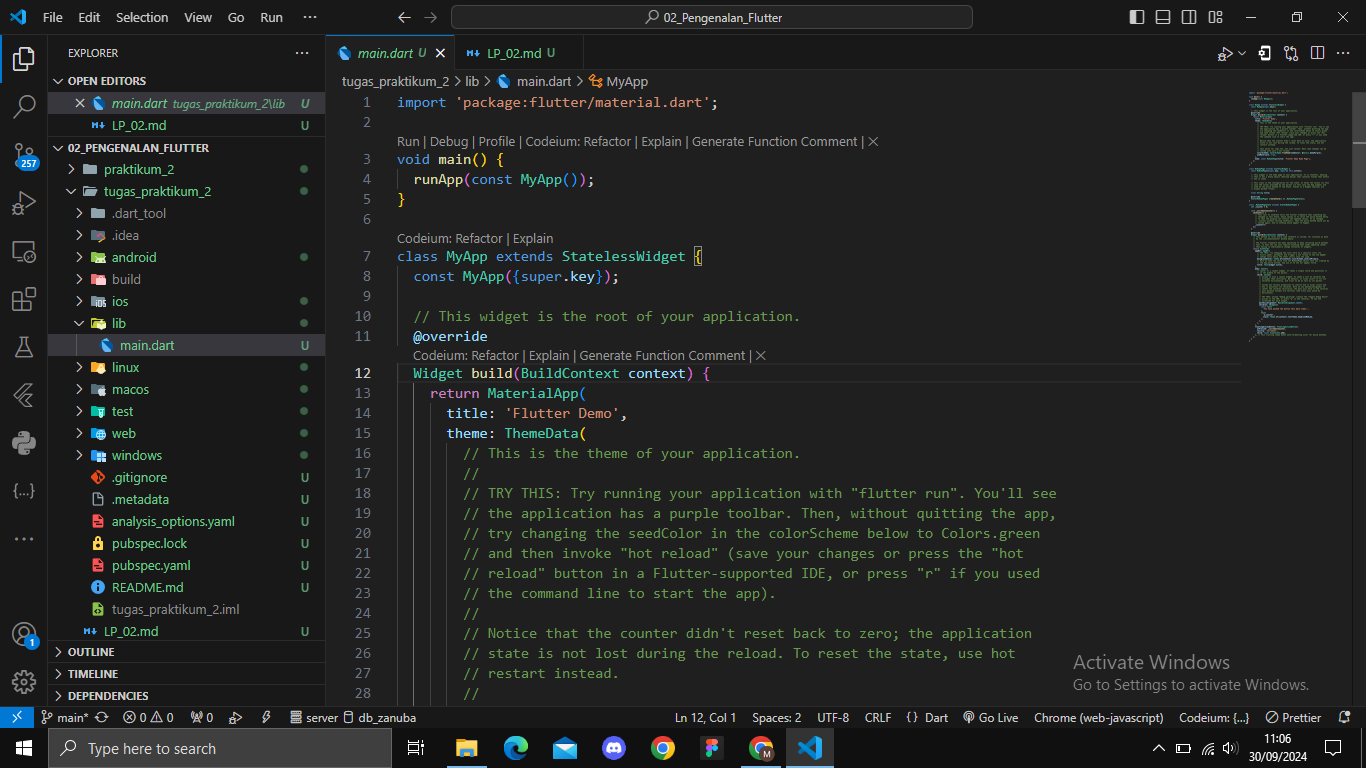 File Edit Selection View Go Run ··· 02_Pengenalan_Flutter
EXPLORER
OPEN EDITORS
main.dart tugas_praktikum_2\lib U
LP_02.md U
02_PENGENALAN_FLUTTER
praktikum_2
tugas_praktikum_2
.dart_tool
.idea
android
build
ios
lib
main.dart U
linux
macos
test
web
windows
.gitignore U
.metadata U
analysis_options.yaml U
pubspec.lock U
pubspec.yaml U
README.md U
tugas_praktikum_2.iml
LP_02.md U
OUTLINE
TIMELINE
DEPENDENCIES
257
1
main.dart U LP_02.md U
tugas_praktikum_2 > lib > main.dart > MyApp
1 import 'package:flutter/material.dart';
2
Run | Debug | Profile | Codeium: Refactor | Explain | Generate Function Comment | X
3 void main() {
4 runApp(const MyApp());
5 }
6
Codeium: Refactor | Explain
7 class MyApp extends StatelessWidget {
8 const MyApp({super.key});
9
10 // This widget is the root of your application.
11 @override
Codeium: Refactor | Explain | Generate Function Comment | X
12 Widget build(BuildContext context) {
13 return MaterialApp(
14 title: 'Flutter Demo',
15 theme: ThemeData(
16 // This is the theme of your application.
17 //
18 // TRY THIS: Try running your application with "flutter run". You'll see
19 // the application has a purple toolbar. Then, without quitting the app,
20 // try changing the seedColor in the colorScheme below to Colors.green
21 // and then invoke "hot reload" (save your changes or press the "hot
22 // reload" button in a Flutter-supported IDE, or press "r" if you used
23 // the command line to start the app).
24 //
25 // Notice that the counter didn't reset back to zero; the application
26 // state is not lost during the reload. To reset the state, use hot
27 // restart instead.
28 //
Activate Windows
Go to Settings to activate Windows.
main* 0 0 0 server db_zanuba Ln 12, Col 1 Spaces: 2 UTF-8 CRLF {} Dart Go Live Chrome (web-javascript) Codeium: {...} Prettier
Type here to search
11:06
30/09/2024